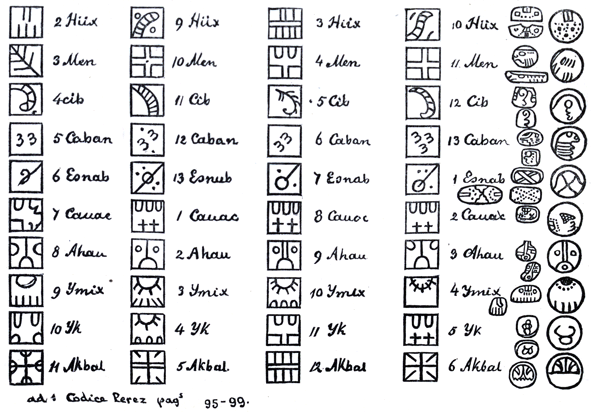 2 Hiix 9 Hiix 3 Hiix 10 Hiix
3 Men 10 Men 4 Men 11 Men
4 cib 11 Cib 5 Cib 12 Cib
5 Caban 12 Caban 6 Caban 13 Caban
6 Esnab 13 Esnub 7 Esnab 1 Esnab
7 Cauac 1 Cauac 8 Cauoc 2 Cauac
8 Ahau 2 Ahau 9 Ahau 3 Ahau
9 Ymix 3 Ymix 10 Ymix 4 Ymix
10 Yk 4 Yk 11 Yk 5 Yk
11 Akbal 5 Akbal 12 Akbal 6 Akbal
ad 1 Codice Perez pag^s 95-99.